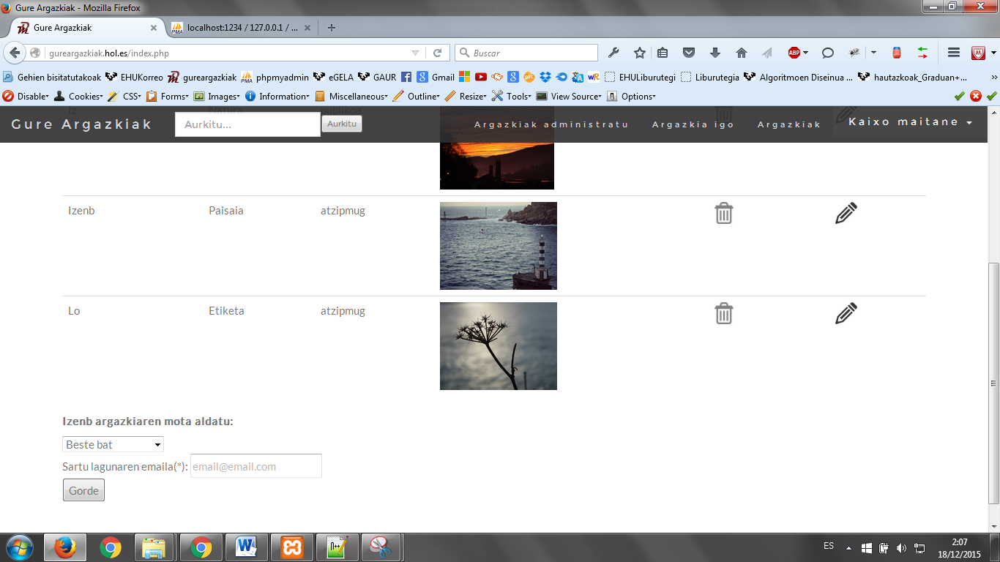 Gure Argazkiak - Mozilla Firefox
Gure Argazkiak
localhost:1234 / 127.0.0.1 / ...
gureargazkiak.hol.es/index.php
Buscar
ABP
Gehien bisitatutakoak EHUKorreo gureargazkiak phpmyadmin eGELA GAUR Gmail EHULiburutegi Liburutegia Algoritmoen Diseinua ... hautazkoak_Graduan+...
Disable Cookies CSS Forms Images Information Miscellaneous Outline Resize Tools View Source Options
Iz Natura publikoa
Gure Argazkiak Aurkitu... Aurkitu Argazkiak administratu Argazkia igo Argazkiak Kaixo maitane
Izenb Paisaia atzipmug
Lo Etiketa atzipmug
Izenb argazkiaren mota aldatu:
Beste bat
Sartu lagunaren emaila(*): email@email.com
Gorde
ES
2:07
18/12/2015